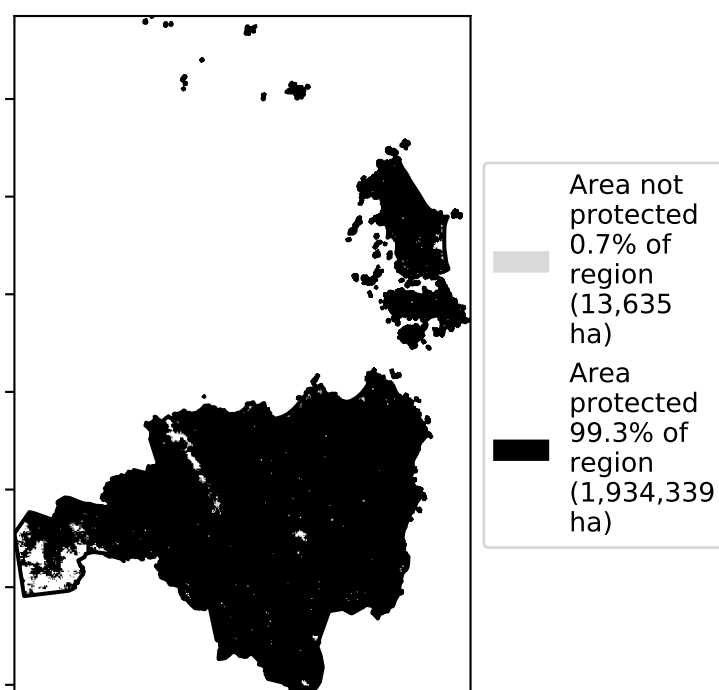 Area not
protected
0.7% of
region
(13,635
ha)
Area
protected
99.3% of
region
(1,934,339
ha)